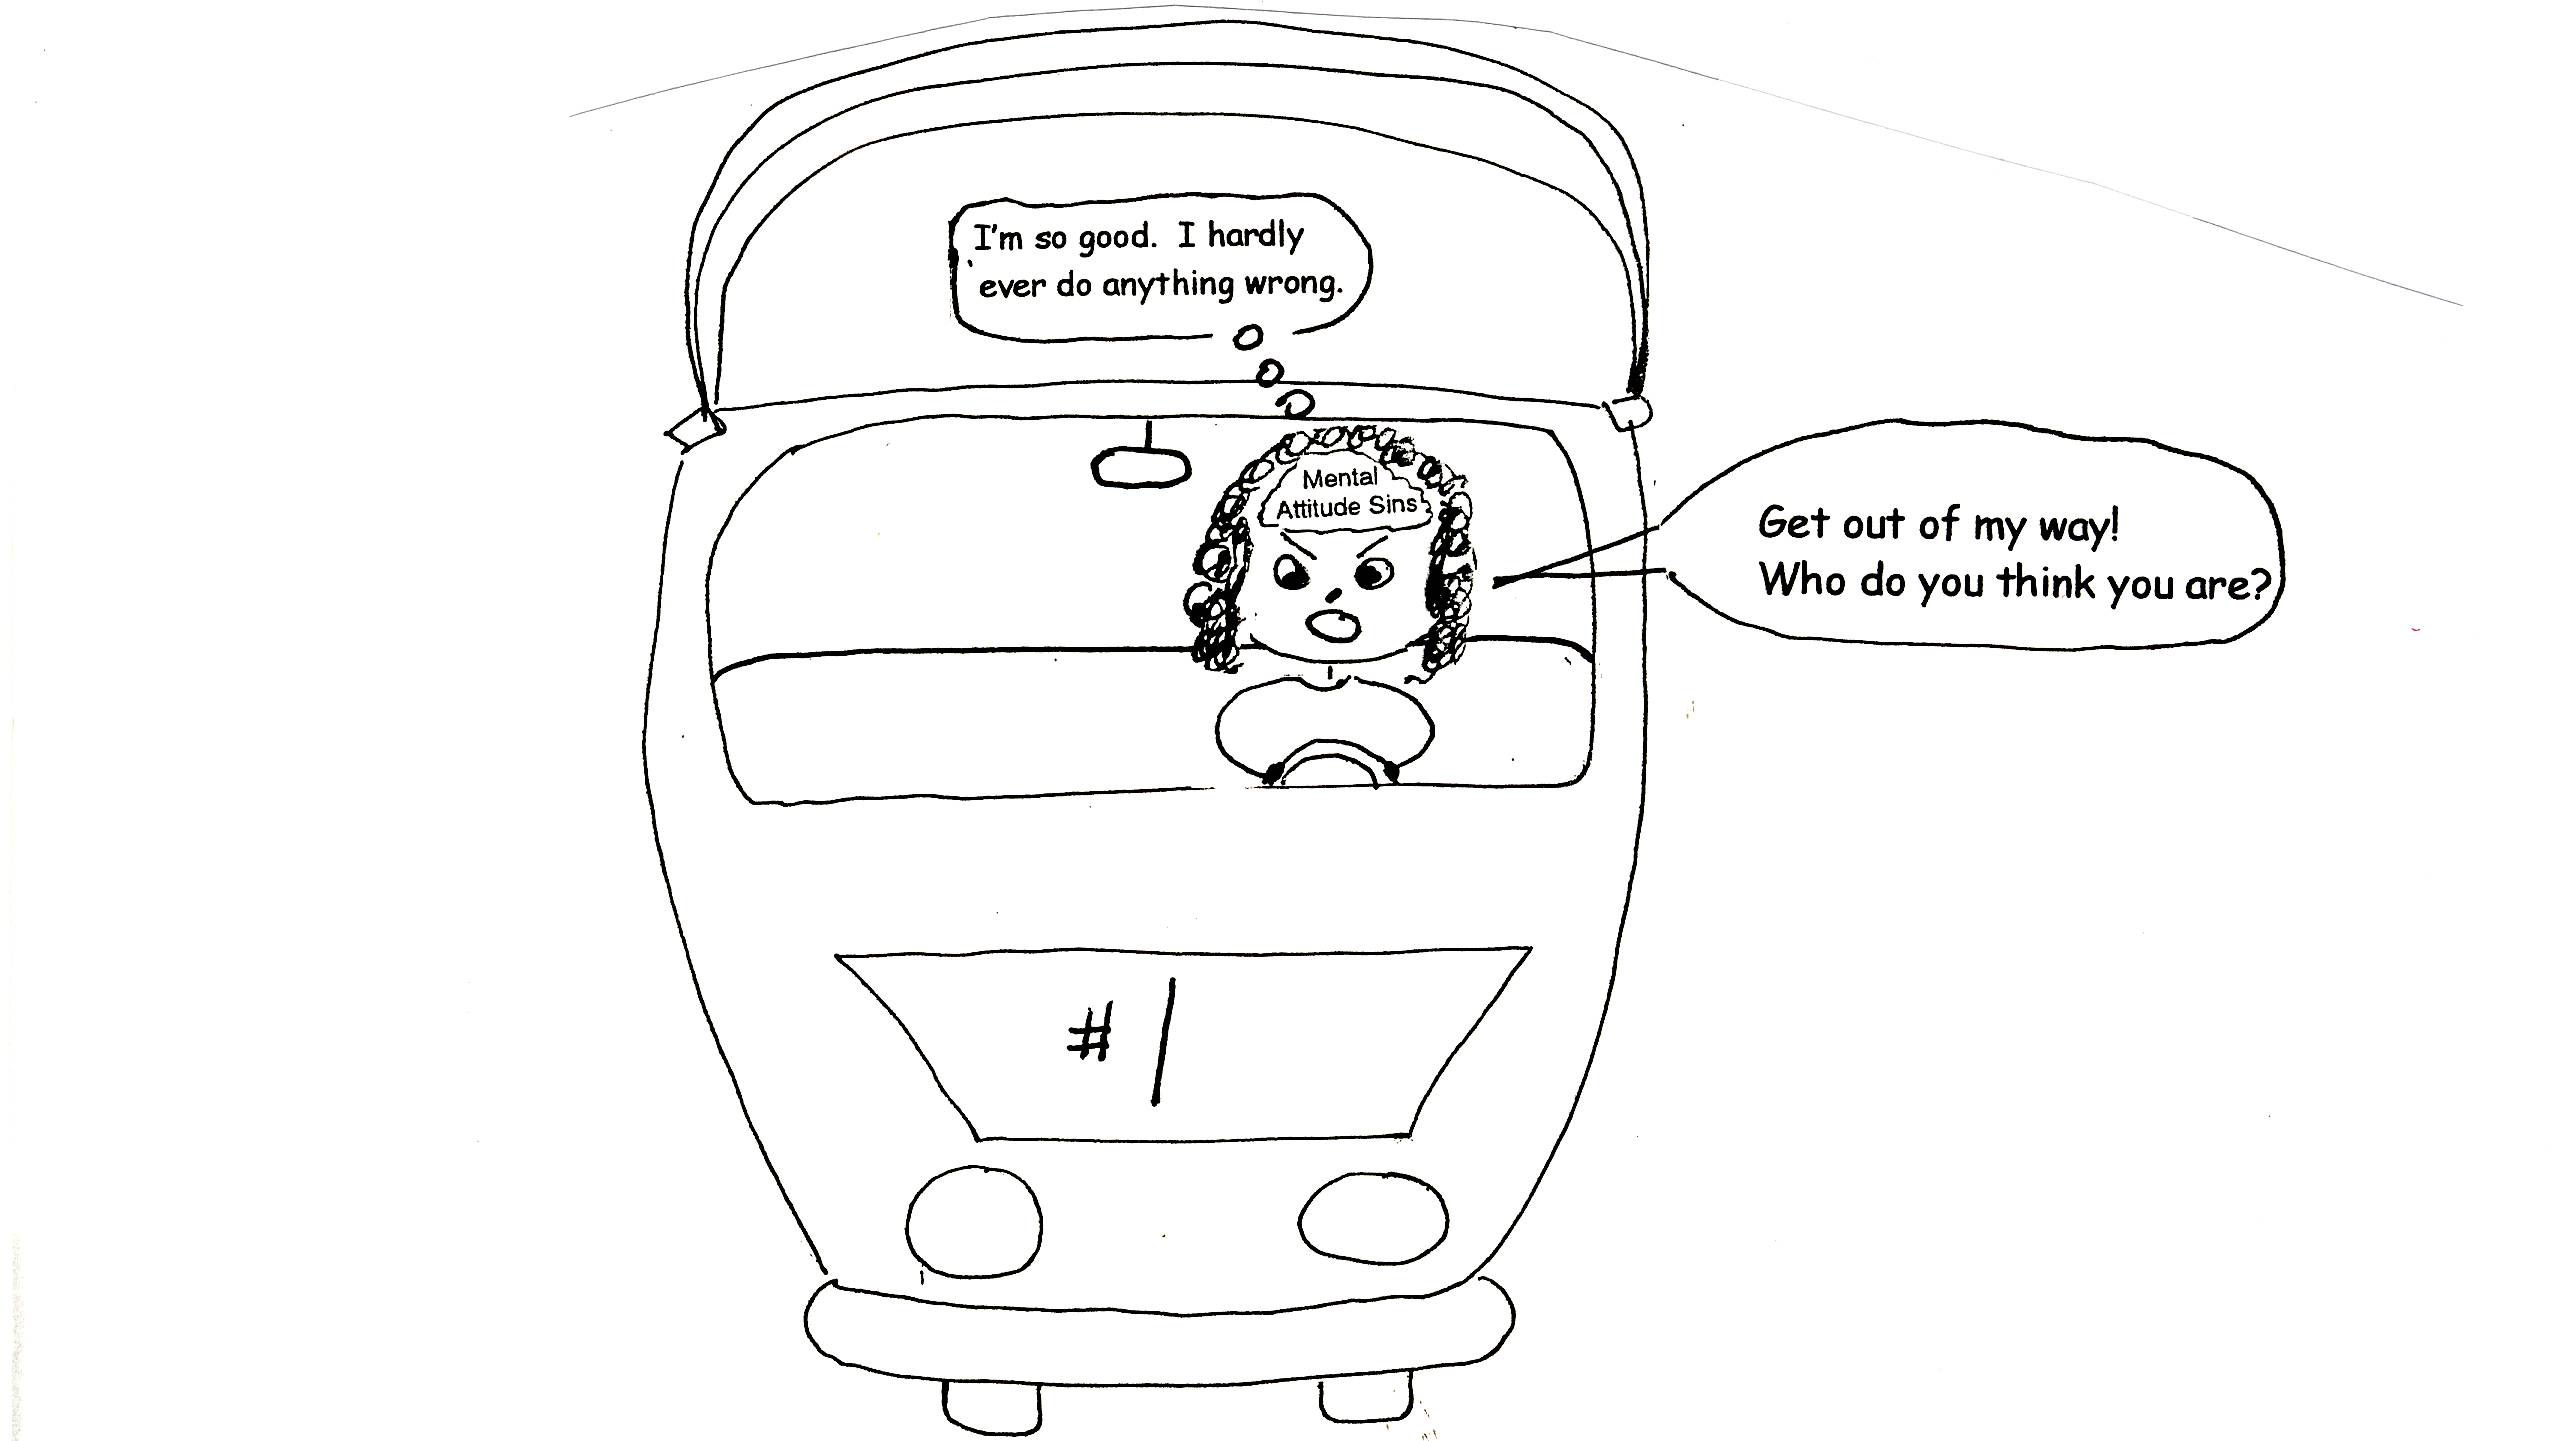 I'm so good.  I hardly
ever do anything wrong.
Mental
Attitude Sins
Get out of my way!
Who do you think you are?
# 1